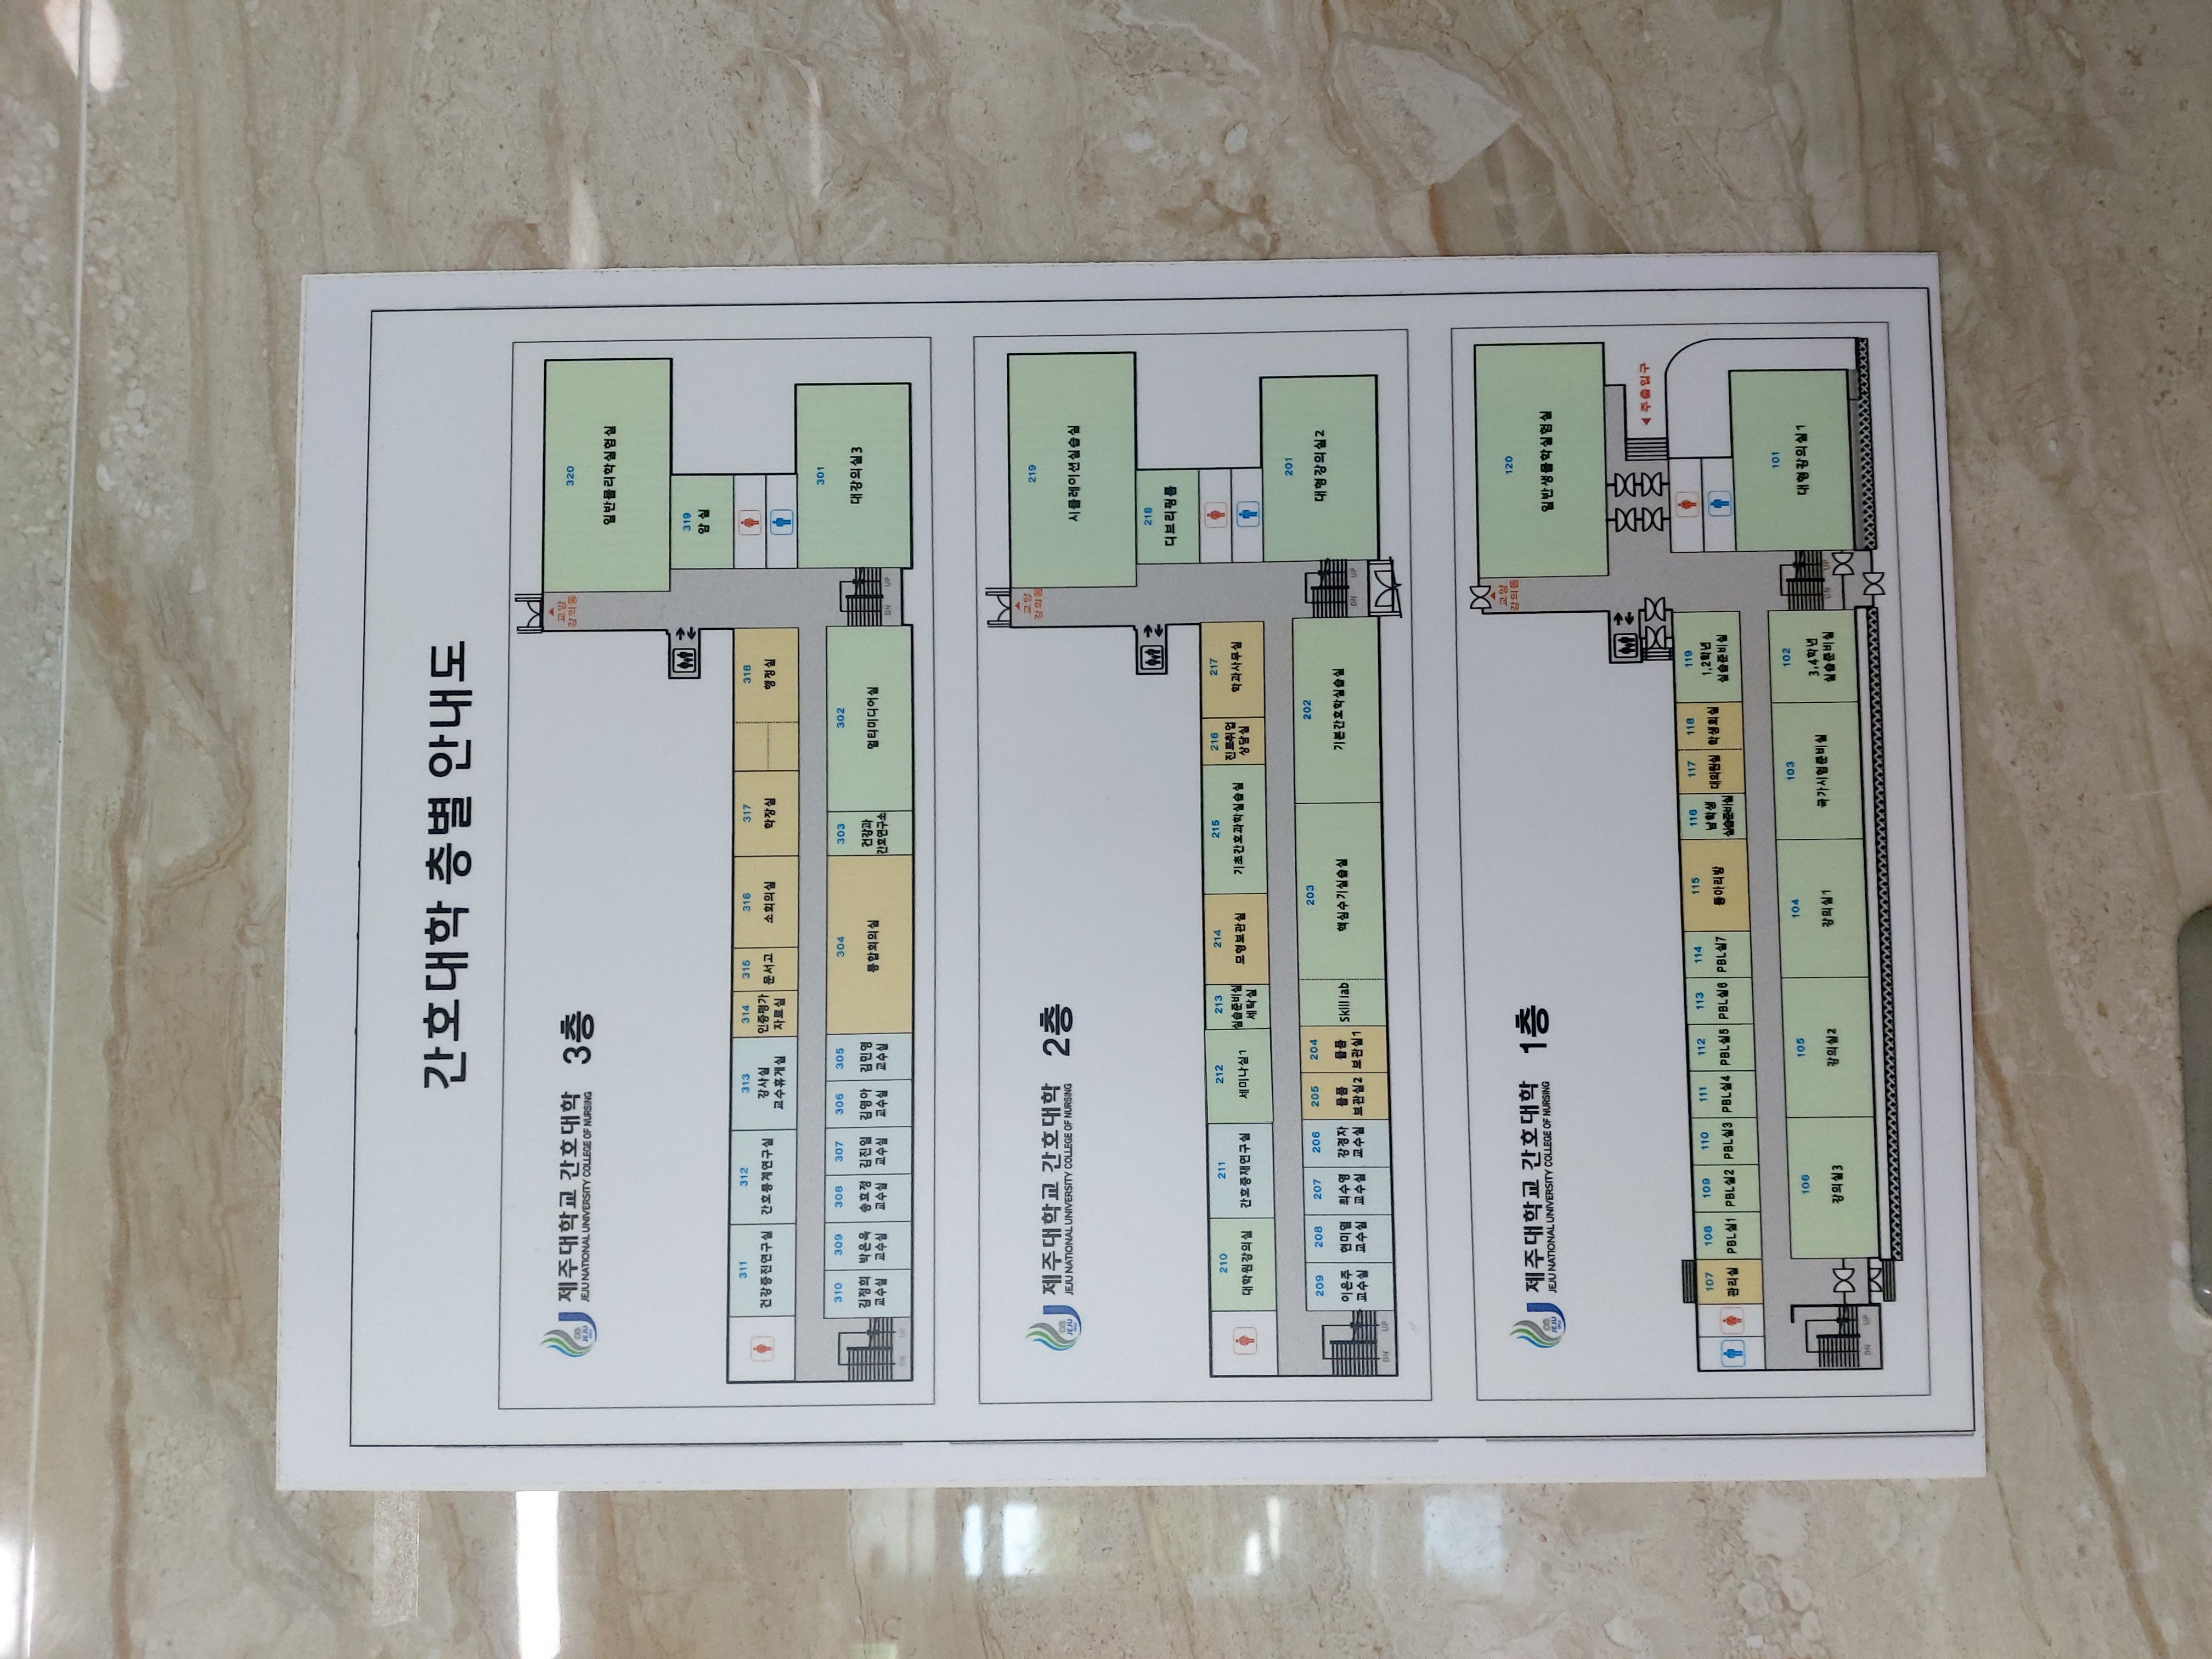 간호대학 층별 안내도
제주대학교 간호대학 3층
JEJU NATIONAL UNIVERSITY COLLEGE OF NURSING
JEJU
교양
강의동
320
일반물리학실험실
319
암실
311
건강증진연구실
312
간호통계연구실
313
강사실
교수휴게실
314
인증평가
자료실
315
문서고
316
소회의실
317
학장실
318
행정실
310
김정희
교수실
309
박은옥
교수실
308
송효정
교수실
307
김진일
교수실
306
김영아
교수실
305
김민영
교수실
304
통합회의실
303
건강과
간호연구소
302
멀티미디어실
301
대강의실3
DN UP
DN UP
제주대학교 간호대학 2층
JEJU NATIONAL UNIVERSITY COLLEGE OF NURSING
JEJU
교양
강의동
219
시뮬레이션실습실
218
디브리핑룸
210
대학원강의실
211
간호중재연구실
212
세미나실1
213
실습준비실
세탁실
214
모형보관실
215
기초간호과학실습실
216
진로취업
상담실
217
학과사무실
209
이은주
교수실
208
현미열
교수실
207
최수영
교수실
206
강경자
교수실
205
물품
보관실2
204
물품
보관실1
Skill lab
203
핵심수기실습실
202
기본간호학실습실
201
대형강의실2
DN UP
DN UP
제주대학교 간호대학 1층
JEJU NATIONAL UNIVERSITY COLLEGE OF NURSING
JEJU
교양
강의동
120
일반생물학실험실
주출입구
107
관리실
108
PBL실1
109
PBL실2
110
PBL실3
111
PBL실4
112
PBL실5
113
PBL실6
114
PBL실7
115
동아리방
116
남학생
실습준비실
117
대의원실
118
학생회실
119
1,2학년
실습준비실
106
강의실3
105
강의실2
104
강의실1
103
국가시험준비실
102
3,4학년
실습준비실
101
대형강의실1
DN UP
DN UP